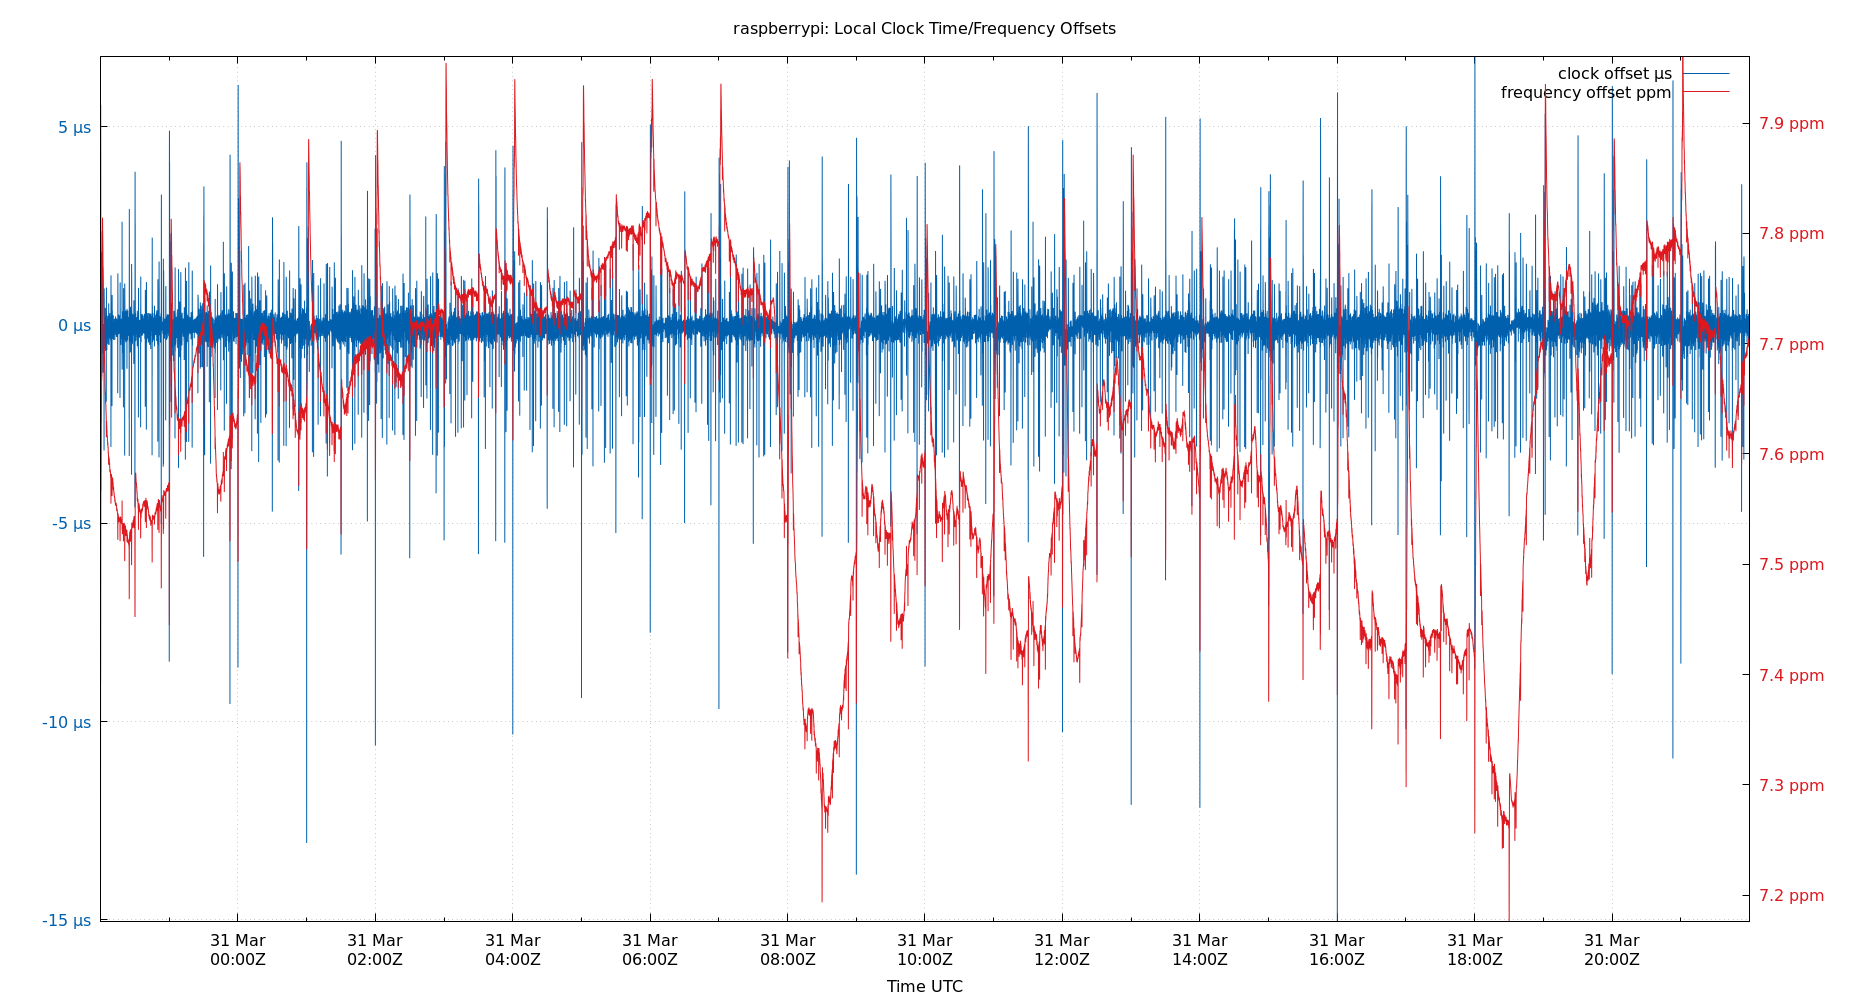 raspberrypi: Local Clock Time/Frequency Offsets
clock offset µs
frequency offset ppm
5 µs
0 µs
-5 µs
-10 µs
-15 µs
7.9 ppm
7.8 ppm
7.7 ppm
7.6 ppm
7.5 ppm
7.4 ppm
7.3 ppm
7.2 ppm
31 Mar 31 Mar 31 Mar 31 Mar 31 Mar 31 Mar 31 Mar 31 Mar 31 Mar 31 Mar 31 Mar
00:00Z 02:00Z 04:00Z 06:00Z 08:00Z 10:00Z 12:00Z 14:00Z 16:00Z 18:00Z 20:00Z
Time UTC